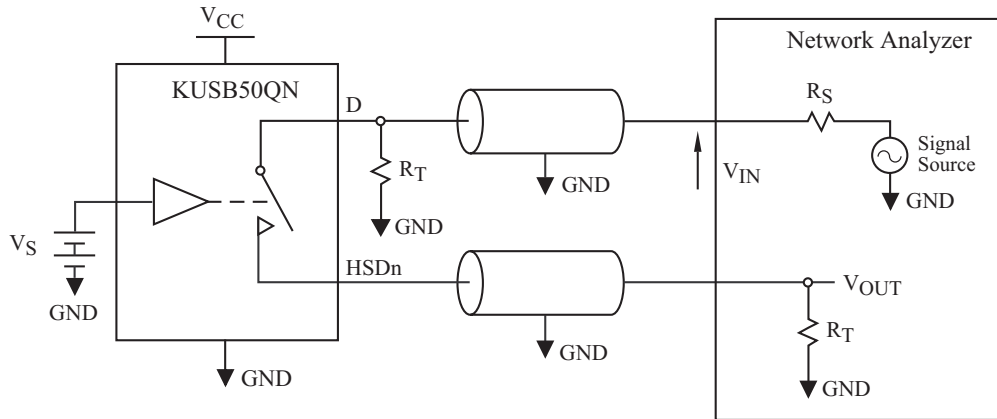 VCC
Network Analyzer
KUSB50QN
D
RS
RT
Signal
Source
VIN
GND
GND
GND
VS
HSDn
VOUT
GND
RT
GND
GND
GND